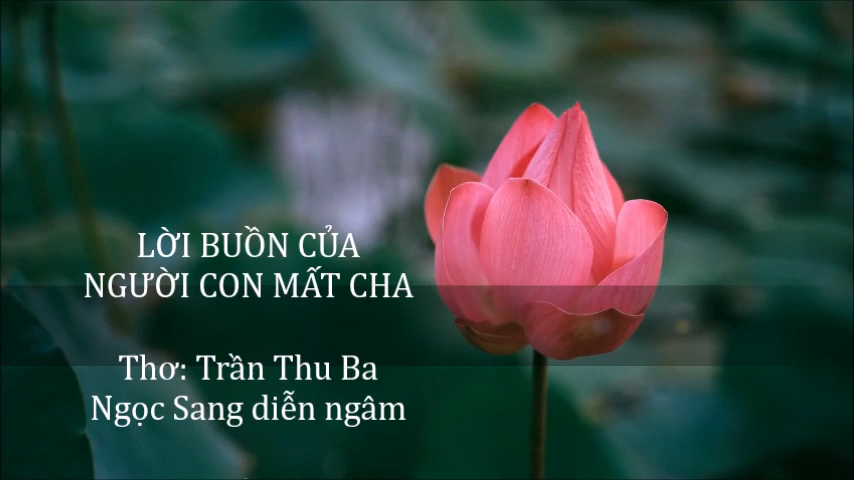 LỜI BUỒN CỦA
NGƯỜI CON MẤT CHA
Thơ: Trần Thu Ba
Ngọc Sang diễn ngâm